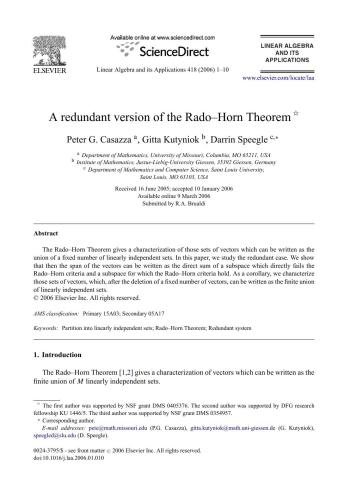 Available online at www.sciencedirect.com
ScienceDirect
ELSEVIER
Linear Algebra and its Applications 418 (2006) 1–10
LINEAR ALGEBRA
AND ITS
APPLICATIONS
www.elsevier.com/locate/laa
A redundant version of the Rado–Horn Theorem ☆
Peter G. Casazza a, Gitta Kutyniok b, Darrin Speegle c,*
a Department of Mathematics, University of Missouri, Columbia, MO 65211, USA
b Institute of Mathematics, Justus-Liebig-University Giessen, 35392 Giessen, Germany
c Department of Mathematics and Computer Science, Saint Louis University,
Saint Louis, MO 63103, USA
Received 16 June 2005; accepted 10 January 2006
Available online 9 March 2006
Submitted by R.A. Brualdi
Abstract
The Rado–Horn Theorem gives a characterization of those sets of vectors which can be written as the
union of a fixed number of linearly independent sets. In this paper, we study the redundant case. We show
that then the span of the vectors can be written as the direct sum of a subspace which directly fails the
Rado–Horn criteria and a subspace for which the Rado–Horn criteria hold. As a corollary, we characterize
those sets of vectors, which, after the deletion of a fixed number of vectors, can be written as the finite union
of linearly independent sets.
© 2006 Elsevier Inc. All rights reserved.
AMS classification: Primary 15A03; Secondary 05A17
Keywords: Partition into linearly independent sets; Rado–Horn Theorem; Redundant system
1. Introduction
The Rado–Horn Theorem [1,2] gives a characterization of vectors which can be written as the
finite union of M linearly independent sets.
☆ The first author was supported by NSF grant DMS 0405376. The second author was supported by DFG research
fellowship KU 1446/5. The third author was supported by NSF grant DMS 0354957.
* Corresponding author.
E-mail addresses: pete@math.missouri.edu (P.G. Casazza), gitta.kutyniok@math.uni-giessen.de (G. Kutyniok),
speegled@slu.edu (D. Speegle).
0024-3795/$ - see front matter © 2006 Elsevier Inc. All rights reserved.
doi:10.1016/j.laa.2006.01.010